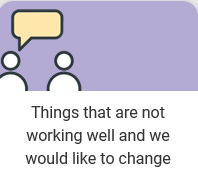 Things that are not
working well and we
would like to change